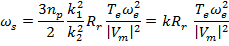 ω_s = (3n_p / 2) (k_1^2 / k_2^2) R_r (T_e ω_e^2 / |V_m|^2) = kR_r (T_e ω_e^2 / |V_m|^2)